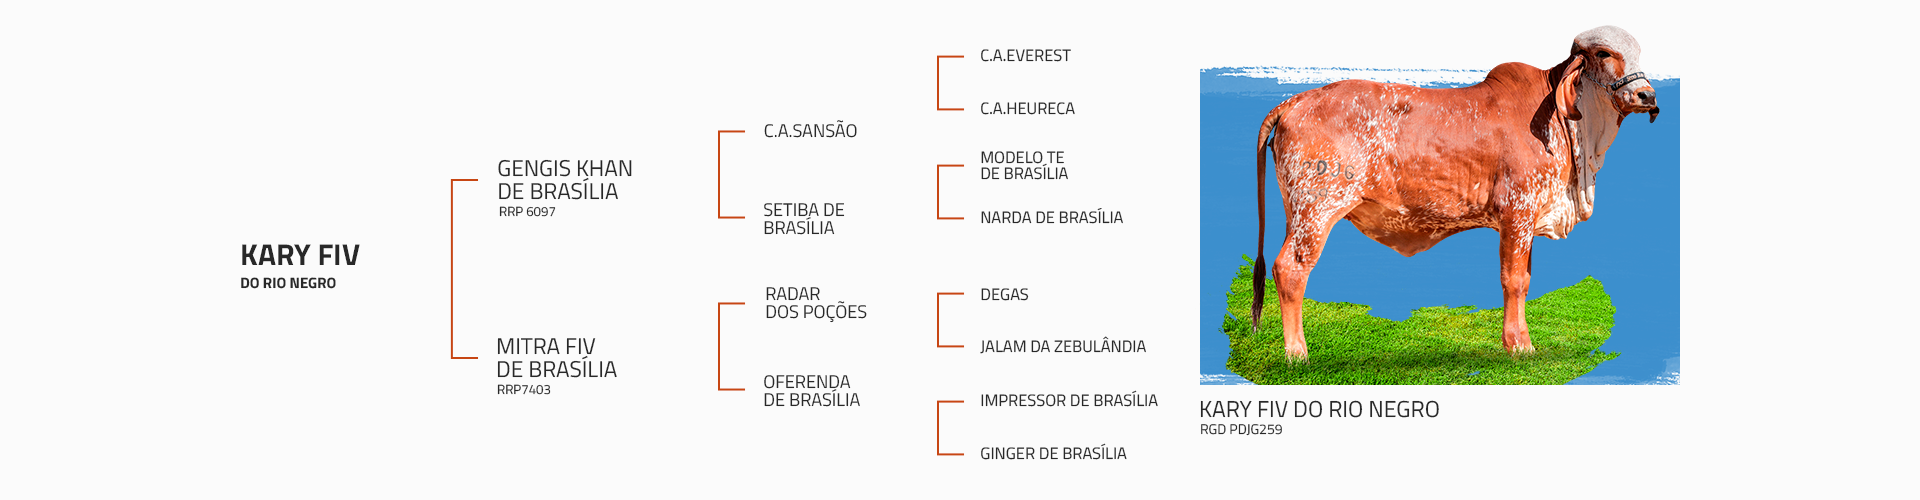 KARY FIV
DO RIO NEGRO
GENGIS KHAN
DE BRASÍLIA
RRP 6097
MITRA FIV
DE BRASÍLIA
RRP7403
C.A.SANSÃO
SETIBA DE
BRASÍLIA
RADAR
DOS POÇÕES
OFERENDA
DE BRASÍLIA
C.A.EVEREST
C.A.HEURECA
MODELO TE
DE BRASÍLIA
NARDA DE BRASÍLIA
DEGAS
JALAM DA ZEBULÂNDIA
IMPRESSOR DE BRASÍLIA
GINGER DE BRASÍLIA
PDJG
KARY FIV DO RIO NEGRO
RGD PDJG259